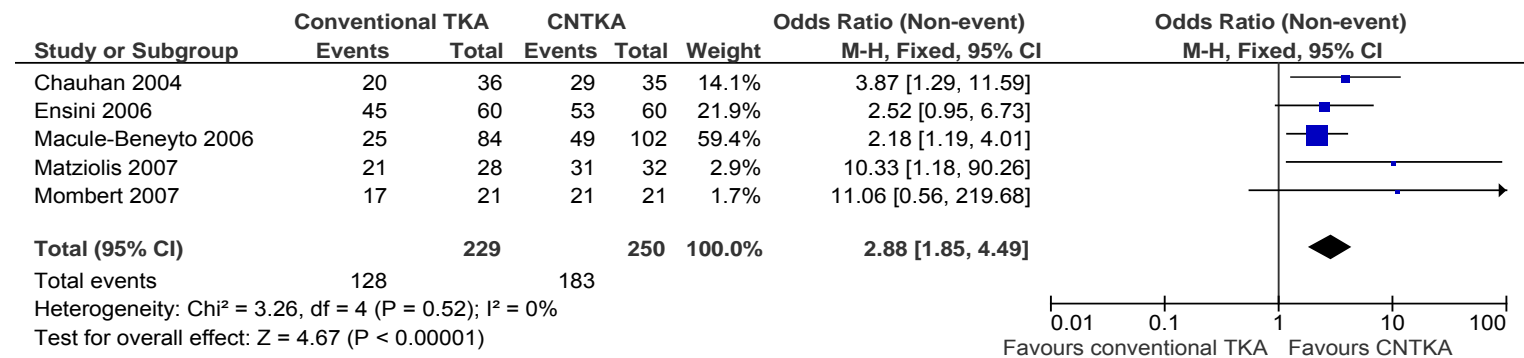 Conventional TKA CNTKA Odds Ratio (Non-event) Odds Ratio (Non-event)
Study or Subgroup Events Total Events Total Weight M-H, Fixed, 95% CI M-H, Fixed, 95% CI
Chauhan 2004 20 36 29 35 14.1% 3.87 [1.29, 11.59]
Ensini 2006 45 60 53 60 21.9% 2.52 [0.95, 6.73]
Macule-Beneyto 2006 25 84 49 102 59.4% 2.18 [1.19, 4.01]
Matziolis 2007 21 28 31 32 2.9% 10.33 [1.18, 90.26]
Mombert 2007 17 21 21 21 1.7% 11.06 [0.56, 219.68]
Total (95% CI) 229 250 100.0% 2.88 [1.85, 4.49]
Total events 128 183
Heterogeneity: Chi² = 3.26, df = 4 (P = 0.52); I² = 0%
Test for overall effect: Z = 4.67 (P < 0.00001)
0.01 0.1 1 10 100
Favours conventional TKA Favours CNTKA